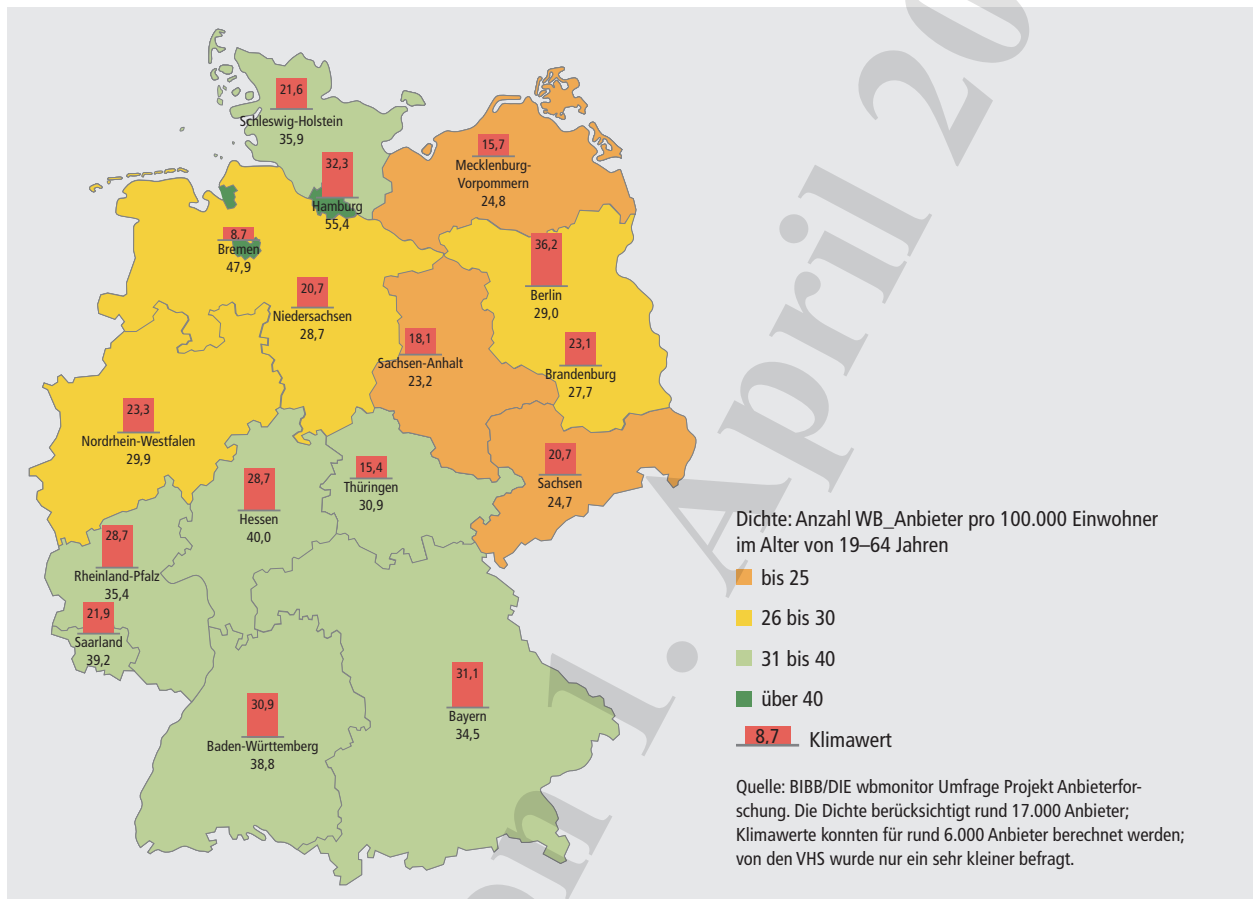 21,6
Schleswig-Holstein
35,9
32,3
Hamburg
55,4
15,7
Mecklenburg-
Vorpommern
24,8
8.7
Bremen
47,9
20,7
Niedersachsen
28,7
36,2
Berlin
29,0
18,1
Sachsen-Anhalt
23,2
23,1
Brandenburg
27,7
23,3
Nordrhein-Westfalen
29,9
28,7
Hessen
40,0
15,4
Thüringen
30,9
20,7
Sachsen
24,7
28,7
Rheinland-Pfalz
35,4
21,9
Saarland
39,2
30,9
Baden-Württemberg
38,8
31,1
Bayern
34,5
Dichte: Anzahl WB_Anbieter pro 100.000 Einwohner
im Alter von 19–64 Jahren
bis 25
26 bis 30
31 bis 40
über 40
8,7 Klimawert
Quelle: BIBB/DIE wbmonitor Umfrage Projekt Anbieterfor-
schung. Die Dichte berücksichtigt rund 17.000 Anbieter;
Klimawerte konnten für rund 6.000 Anbieter berechnet werden;
von den VHS wurde nur ein sehr kleiner befragt.
1. April 20